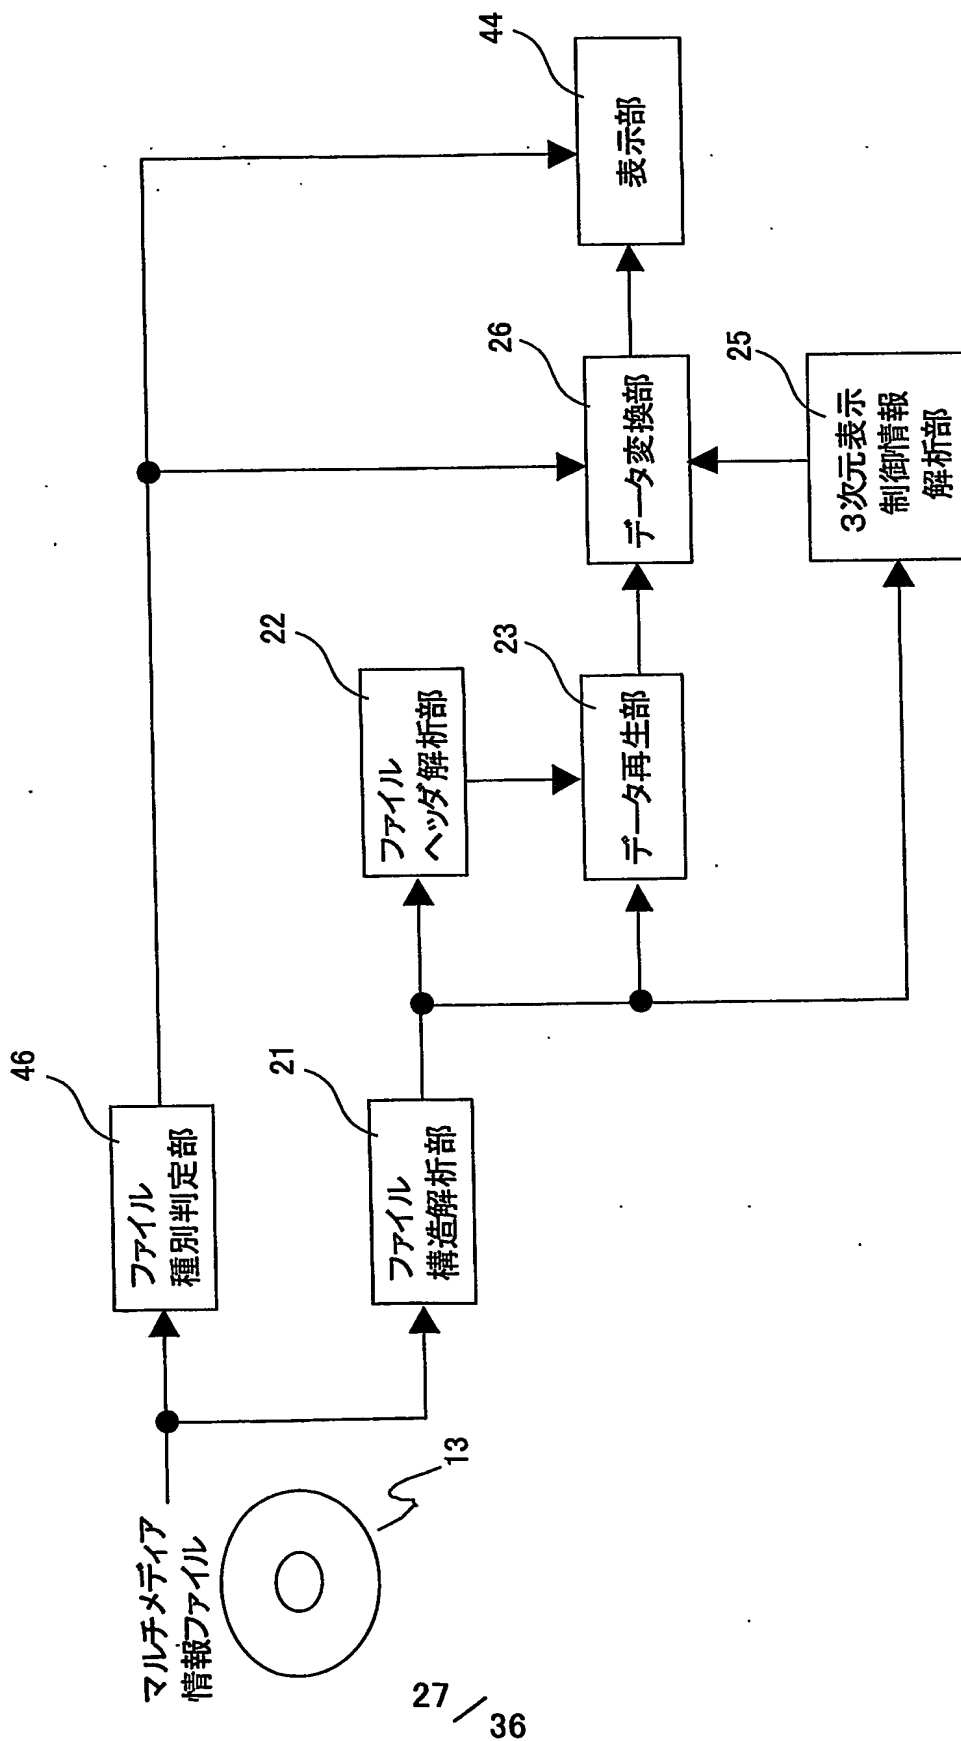 マルチメディア
情報ファイル
13
46
ファイル
種別判定部
21
ファイル
構造解析部
22
ファイル
ヘッダ解析部
23
データ再生部
26
データ変換部
25
3次元表示
制御情報
解析部
44
表示部
27/36